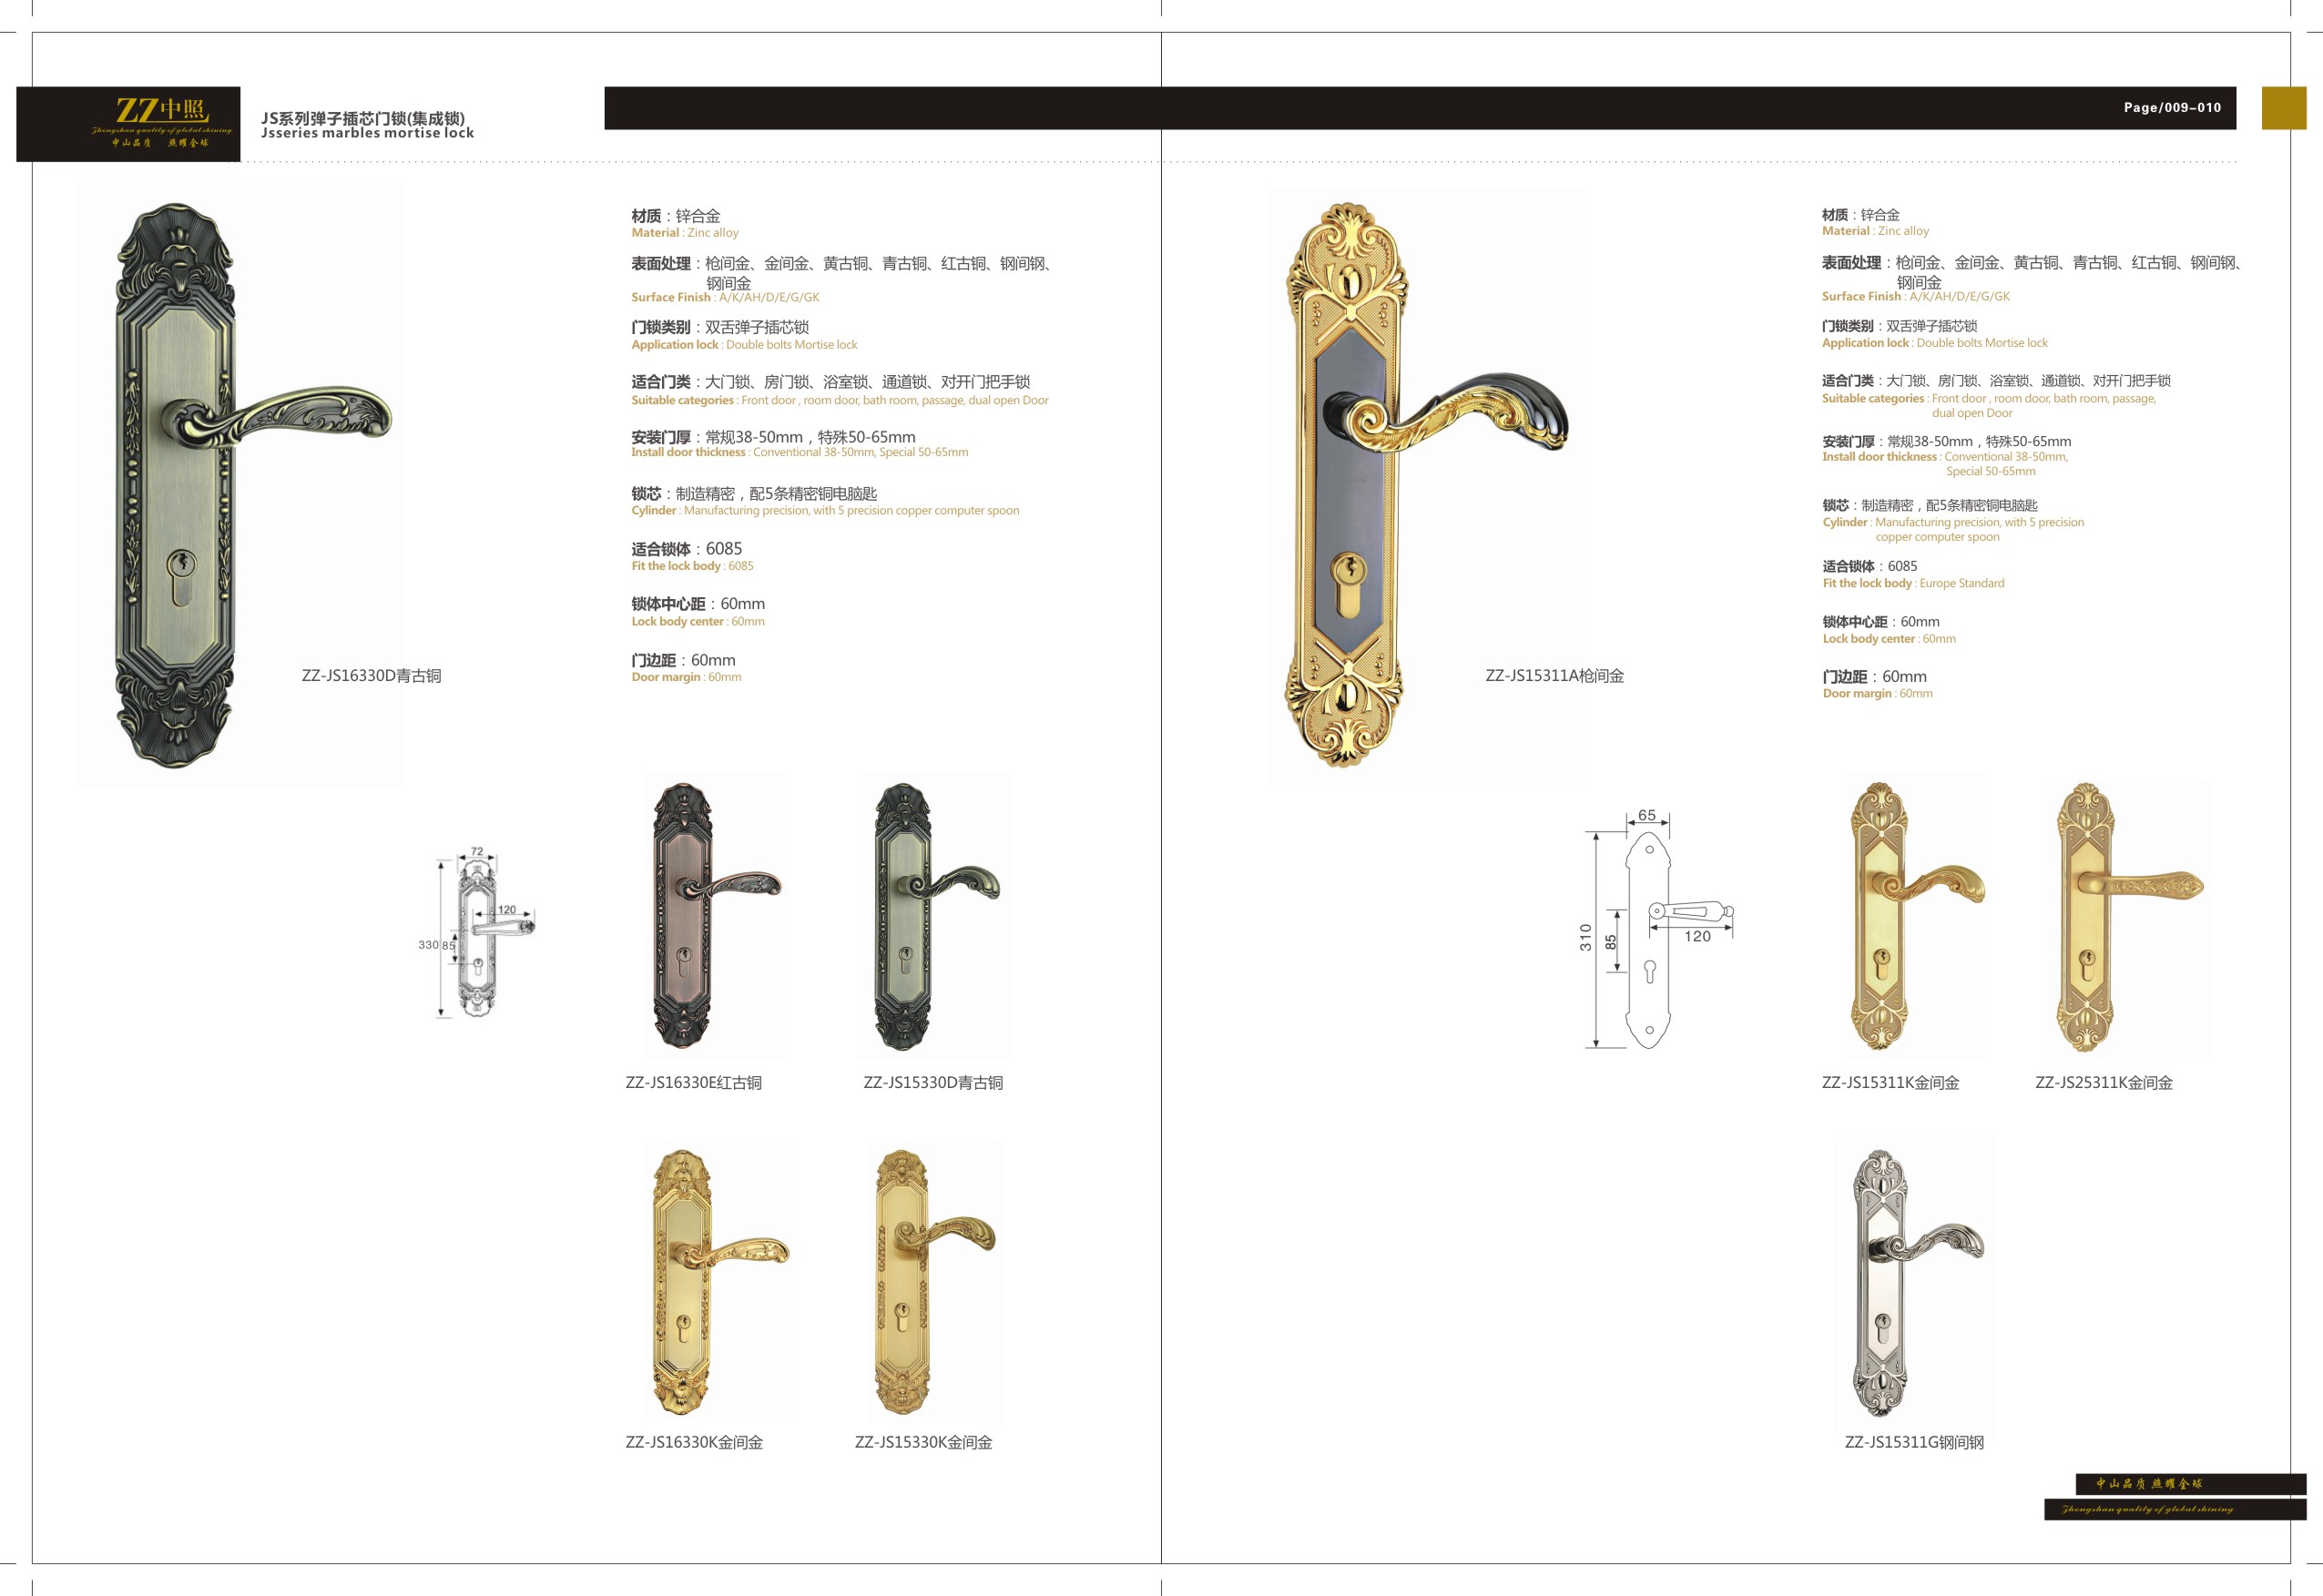 ZZ中照
Zhongshan quality of global shining
中山品质 照耀全球
JS系列弹子插芯门锁(集成锁)
Jsseries marbles mortise lock
Page/009-010
材质：锌合金
Material : Zinc alloy
表面处理：枪间金、金间金、黄古铜、青古铜、红古铜、钢间钢、
钢间金
Surface Finish : A/K/AH/D/E/G/GK
门锁类别：双舌弹子插芯锁
Application lock : Double bolts Mortise lock
适合门类：大门锁、房门锁、浴室锁、通道锁、对开门把手锁
Suitable categories : Front door , room door, bath room, passage, dual open Door
安装门厚：常规38-50mm，特殊50-65mm
Install door thickness : Conventional 38-50mm, Special 50-65mm
锁芯：制造精密，配5条精密铜电脑匙
Cylinder : Manufacturing precision, with 5 precision copper computer spoon
适合锁体：6085
Fit the lock body : 6085
锁体中心距：60mm
Lock body center : 60mm
门边距：60mm
Door margin : 60mm
ZZ-JS16330D青古铜
72
120
330
85
ZZ-JS16330E红古铜
ZZ-JS15330D青古铜
ZZ-JS16330K金间金
ZZ-JS15330K金间金
材质：锌合金
Material : Zinc alloy
表面处理：枪间金、金间金、黄古铜、青古铜、红古铜、钢间钢、
钢间金
Surface Finish : A/K/AH/D/E/G/GK
门锁类别：双舌弹子插芯锁
Application lock : Double bolts Mortise lock
适合门类：大门锁、房门锁、浴室锁、通道锁、对开门把手锁
Suitable categories : Front door , room door, bath room, passage,
dual open Door
安装门厚：常规38-50mm，特殊50-65mm
Install door thickness : Conventional 38-50mm,
Special 50-65mm
锁芯：制造精密，配5条精密铜电脑匙
Cylinder : Manufacturing precision, with 5 precision
copper computer spoon
适合锁体：6085
Fit the lock body : Europe Standard
锁体中心距：60mm
Lock body center : 60mm
门边距：60mm
Door margin : 60mm
ZZ-JS15311A枪间金
65
310
85
120
ZZ-JS15311K金间金
ZZ-JS25311K金间金
ZZ-JS15311G钢间钢
中山品质 照耀全球
Zhongshan quality of global shining